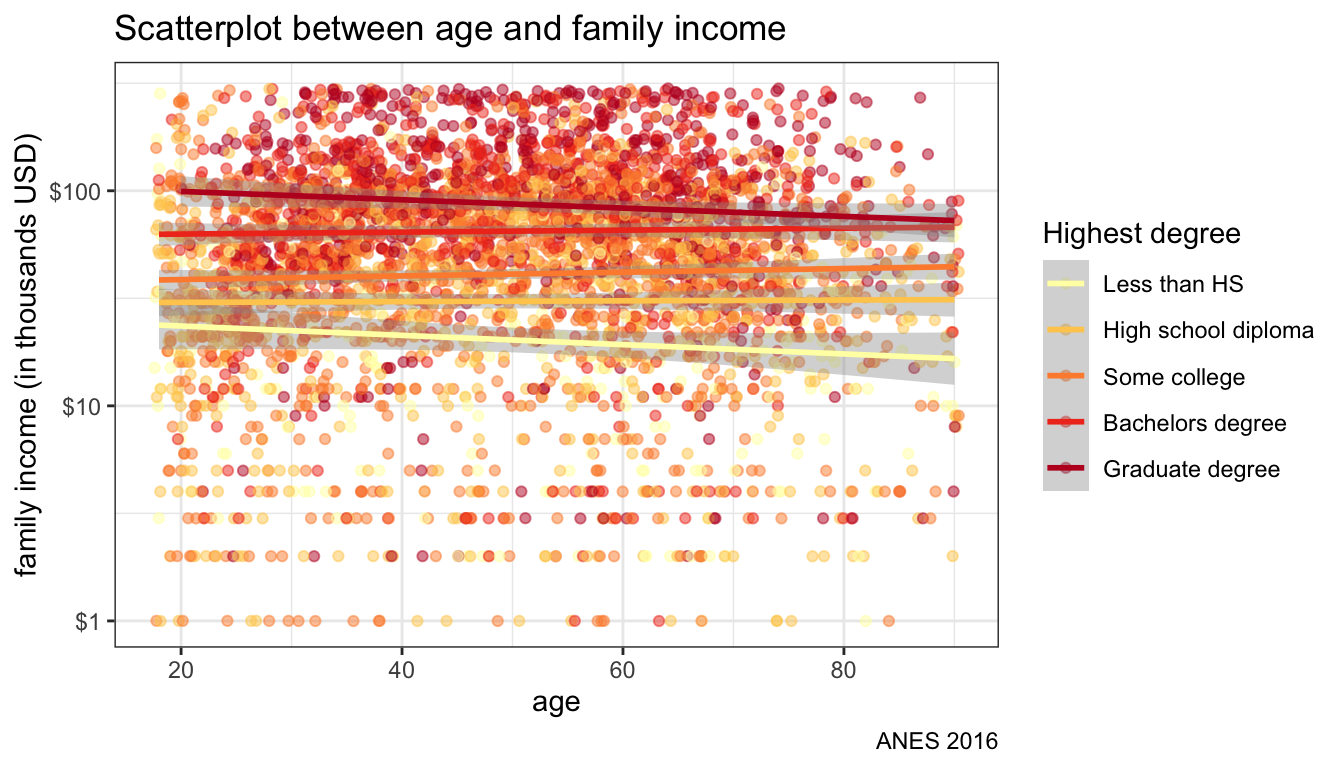 Scatterplot between age and family income
family income (in thousands USD)
$100
$10
$1
20 40 60 80
age
Highest degree
Less than HS
High school diploma
Some college
Bachelors degree
Graduate degree
ANES 2016